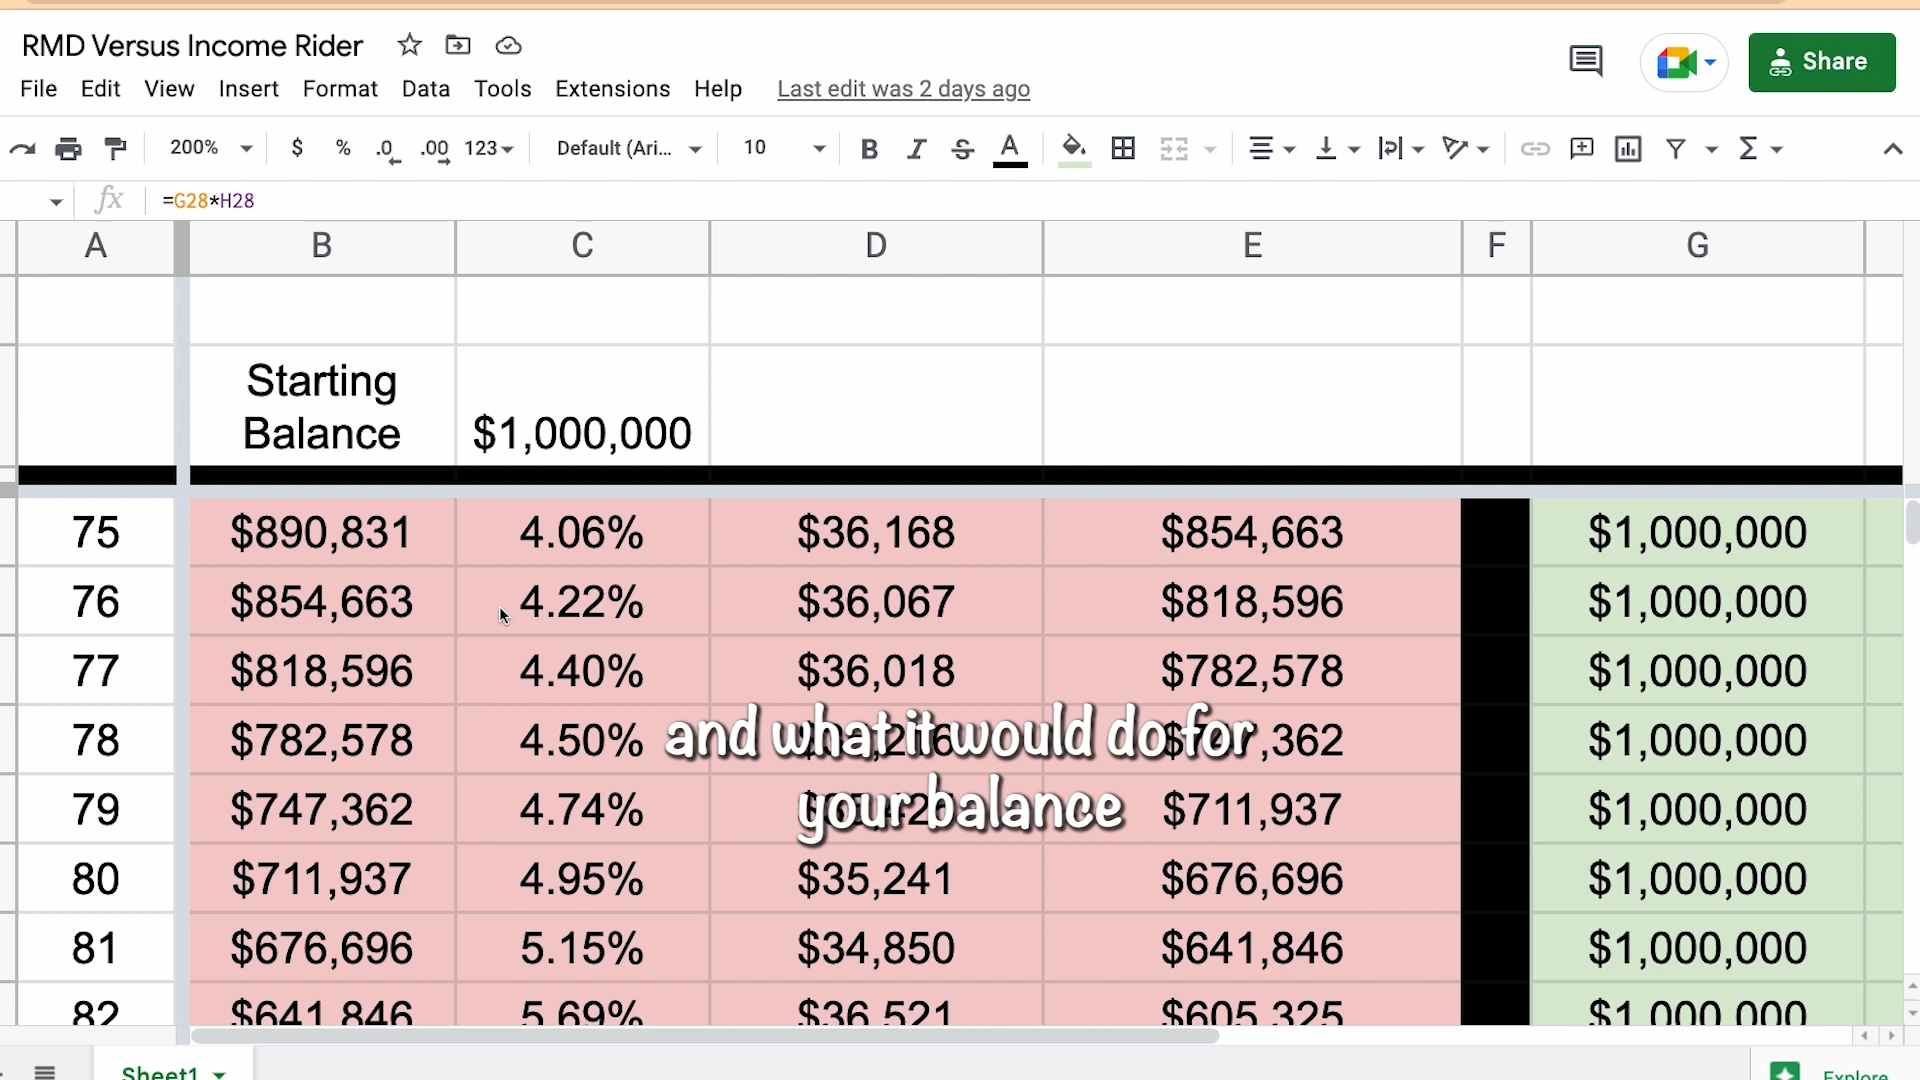 RMD Versus Income Rider
Share
File Edit View Insert Format Data Tools Extensions Help Last edit was 2 days ago
200% $ % .0 .00 123 Default (Ari... 10 B I S A
fx =G28*H28
A B C D E F G
Starting
Balance $1,000,000
75 $890,831 4.06% $36,168 $854,663 $1,000,000
76 $854,663 4.22% $36,067 $818,596 $1,000,000
77 $818,596 4.40% $36,018 $782,578 $1,000,000
78 $782,578 4.50% ,362 $1,000,000
and what it would do for
79 $747,362 4.74% $711,937 $1,000,000
your balance
80 $711,937 4.95% $35,241 $676,696 $1,000,000
81 $676,696 5.15% $34,850 $641,846 $1,000,000
82 $641,846 5.69% $36,521 $605,325 $1,000,000
Sheet1 Explore